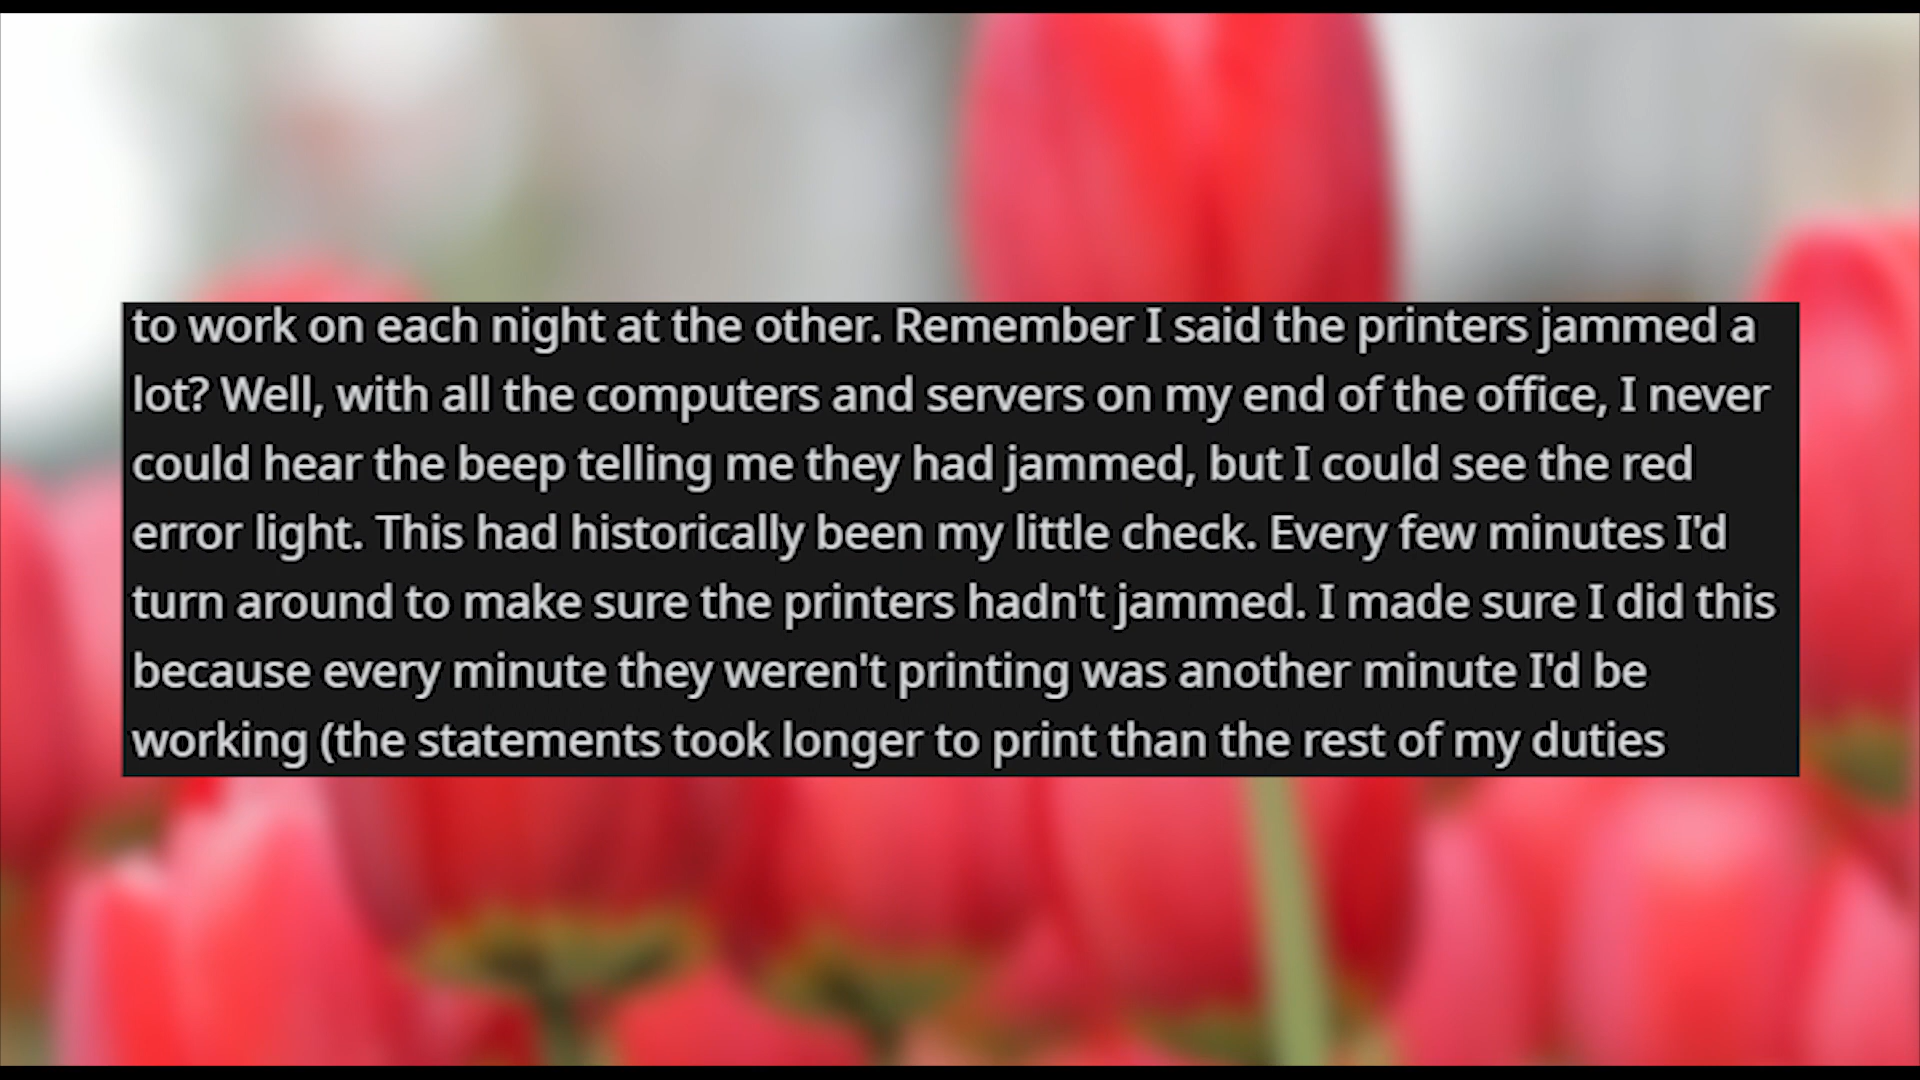 to work on each night at the other. Remember I said the printers jammed a
lot? Well, with all the computers and servers on my end of the office, I never
could hear the beep telling me they had jammed, but I could see the red
error light. This had historically been my little check. Every few minutes I'd
turn around to make sure the printers hadn't jammed. I made sure I did this
because every minute they weren't printing was another minute I'd be
working (the statements took longer to print than the rest of my duties